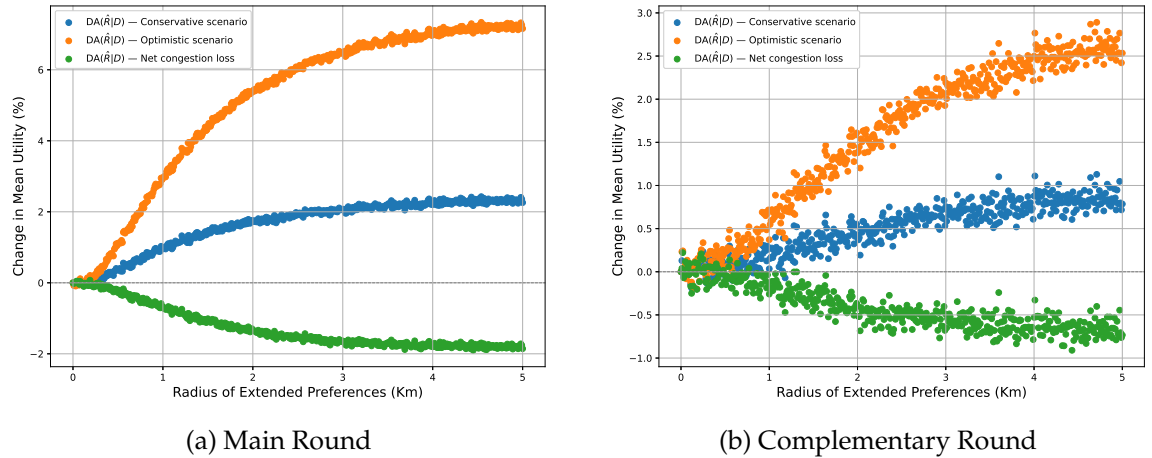 DA(R̂|D) — Conservative scenario
DA(R̂|D) — Optimistic scenario
DA(R̂|D) — Net congestion loss
Change in Mean Utility (%)
6
4
2
0
−2
0 1 2 3 4 5
Radius of Extended Preferences (Km)
(a) Main Round
DA(R̂|D) — Conservative scenario
DA(R̂|D) — Optimistic scenario
DA(R̂|D) — Net congestion loss
Change in Mean Utility (%)
3.0
2.5
2.0
1.5
1.0
0.5
0.0
−0.5
−1.0
0 1 2 3 4 5
Radius of Extended Preferences (Km)
(b) Complementary Round